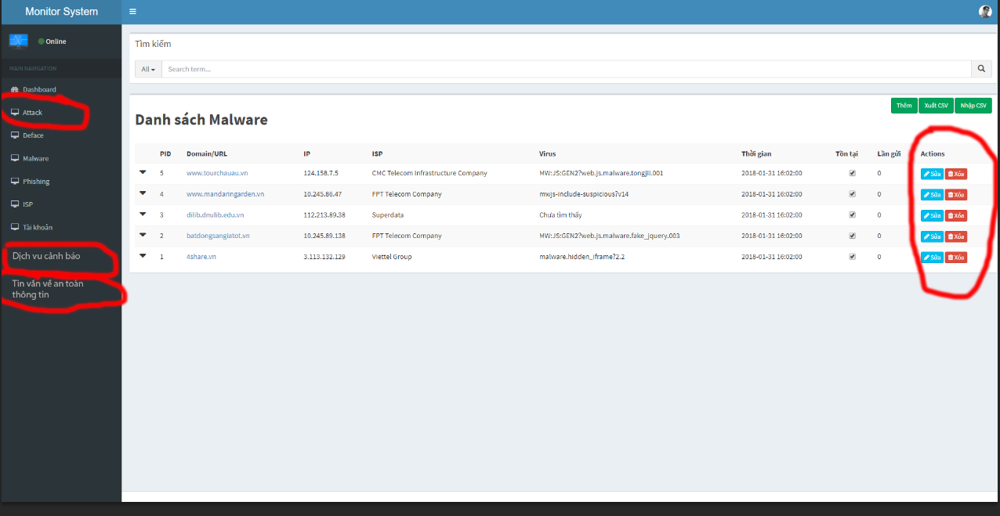 Monitor System
Online
MAIN NAVIGATION
Dashboard
Attack
Deface
Malware
Phishing
ISP
Tài khoản
Dịch vu cảnh báo
Tin vắn về an toàn
thông tin
Tìm kiếm
All
Search term...
Thêm Xuất CSV Nhập CSV
Danh sách Malware
PID Domain/URL IP ISP Virus Thời gian Tồn tại Lần gửi Actions
5 www.tourchauau.vn 124.158.7.5 CMC Telecom Infrastructure Company MW:JS:GEN2?web.js.malware.tongjii.001 2018-01-31 16:02:00 0 Sửa Xóa
4 www.mandaringarden.vn 10.245.86.47 FPT Telecom Company mwjs-include-suspicious?v14 2018-01-31 16:02:00 0 Sửa Xóa
3 dilib.dnulib.edu.vn 112.213.89.38 Superdata Chưa tìm thấy 2018-01-31 16:02:00 0 Sửa Xóa
2 batdongsangiatot.vn 10.245.89.138 FPT Telecom Company MW:JS:GEN2?web.js.malware.fake_jquery.003 2018-01-31 16:02:00 0 Sửa Xóa
1 4share.vn 3.113.132.129 Viettel Group malware.hidden_iframe?2.2 2018-01-31 16:02:00 0 Sửa Xóa